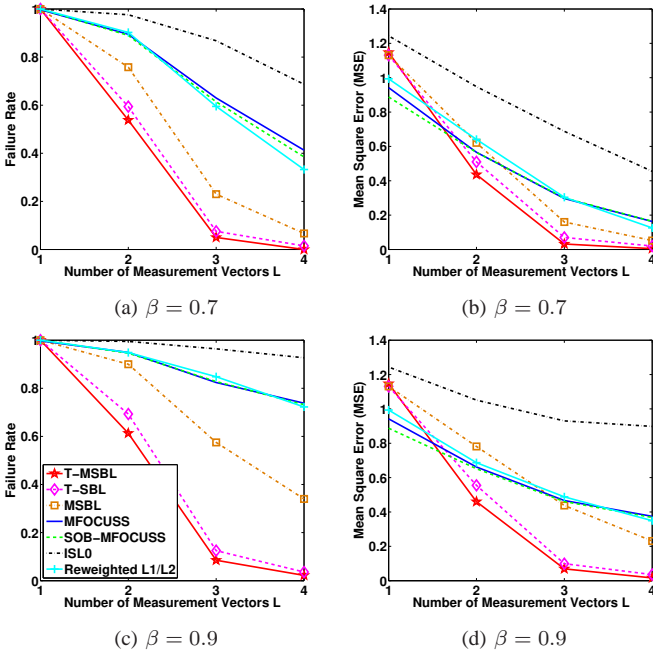 1
0.8
0.6
0.4
0.2
0
Failure Rate
1 2 3 4
Number of Measurement Vectors L
(a) β = 0.7
1.4
1.2
1
0.8
0.6
0.4
0.2
0
Mean Square Error (MSE)
1 2 3 4
Number of Measurement Vectors L
(b) β = 0.7
1
0.8
0.6
0.4
0.2
0
Failure Rate
T−MSBL
T−SBL
MSBL
MFOCUSS
SOB−MFOCUSS
ISL0
Reweighted L1/L2
1 2 3 4
Number of Measurement Vectors L
(c) β = 0.9
1.4
1.2
1
0.8
0.6
0.4
0.2
0
Mean Square Error (MSE)
1 2 3 4
Number of Measurement Vectors L
(d) β = 0.9